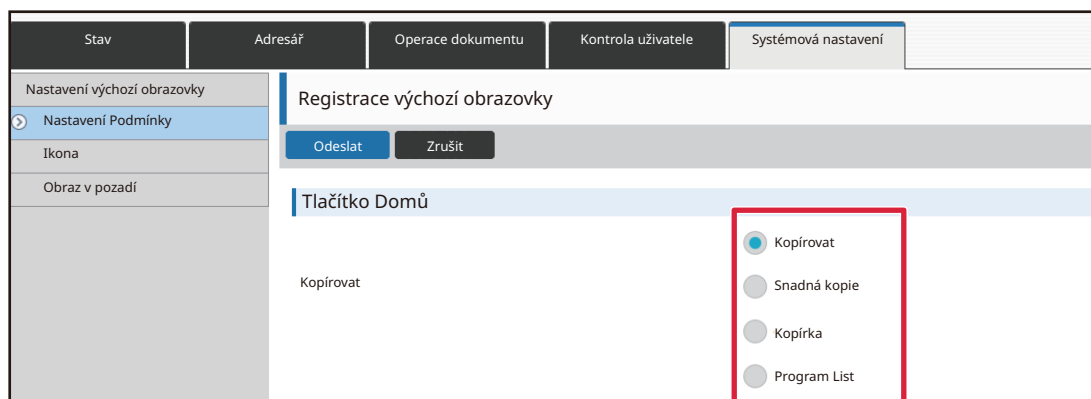 Stav
Adresář
Operace dokumentu
Kontrola uživatele
Systémová nastavení
Nastavení výchozí obrazovky
Nastavení Podmínky
Ikona
Obraz v pozadí
Registrace výchozí obrazovky
Odeslat
Zrušit
Tlačítko Domů
Kopírovat
Kopírovat
Snadná kopie
Kopírka
Program List